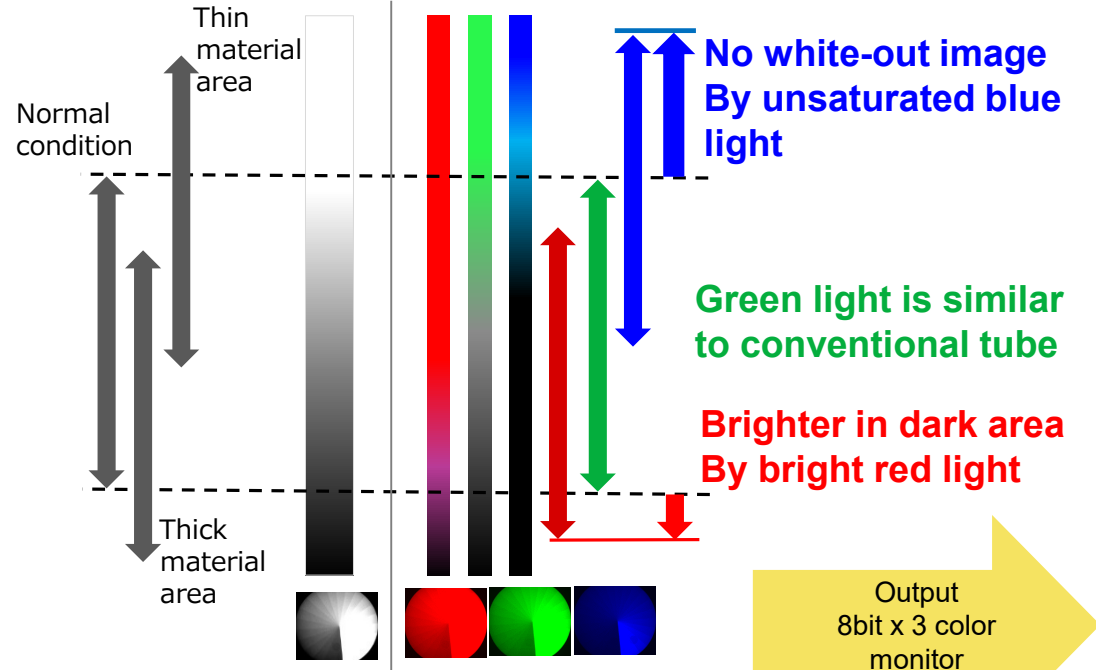 Thin
material
area
Normal
condition
Thick
material
area
No white-out image
By unsaturated blue
light
Green light is similar
to conventional tube
Brighter in dark area
By bright red light
Output
8bit x 3 color
monitor